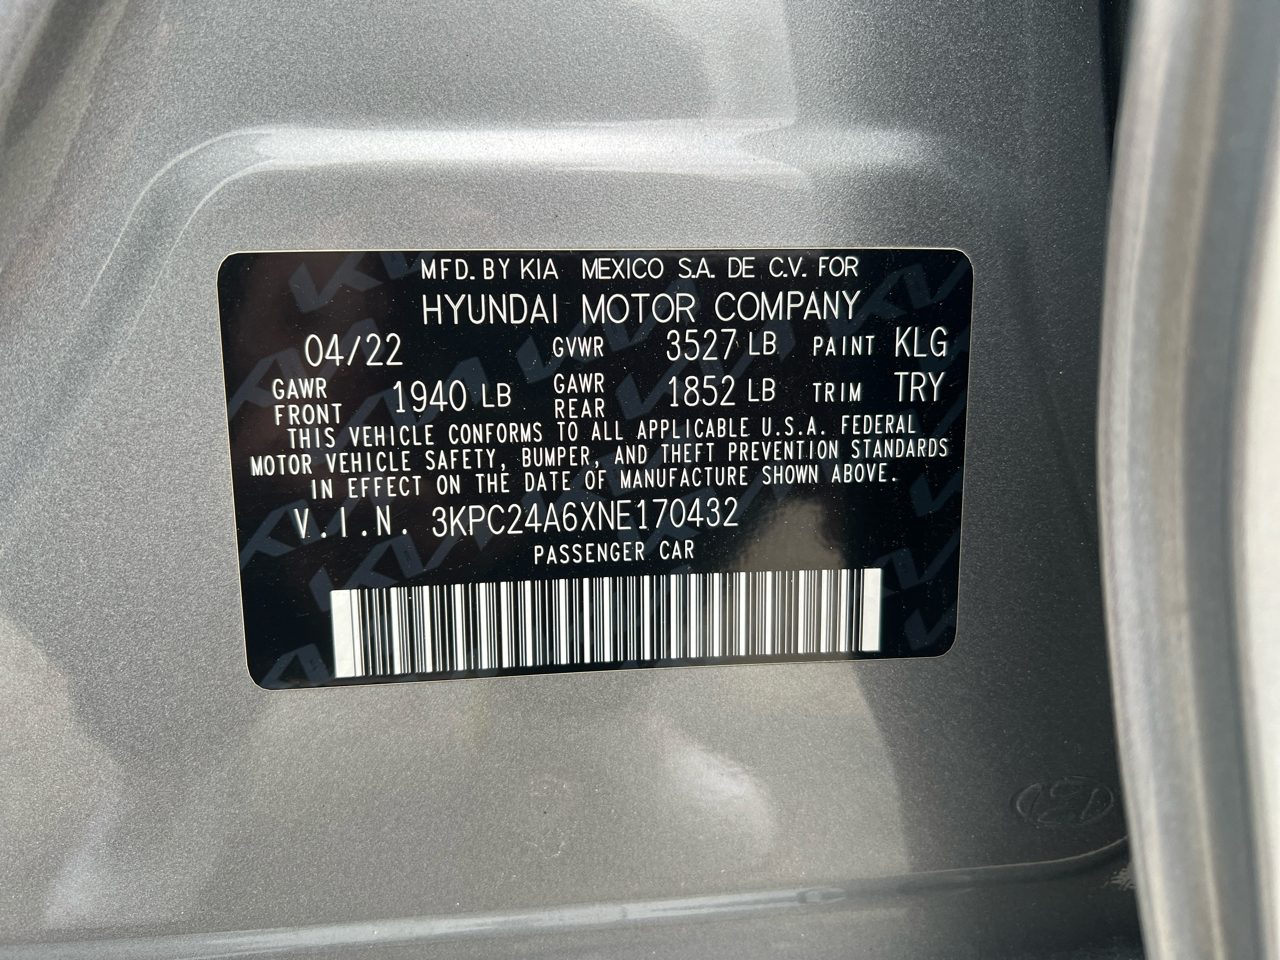 MFD. BY KIA MEXICO S.A. DE C.V. FOR
HYUNDAI MOTOR COMPANY
04/22 GVWR 3527 LB PAINT KLG
GAWR FRONT 1940 LB GAWR REAR 1852 LB TRIM TRY
THIS VEHICLE CONFORMS TO ALL APPLICABLE U.S.A. FEDERAL
MOTOR VEHICLE SAFETY, BUMPER, AND THEFT PREVENTION STANDARDS
IN EFFECT ON THE DATE OF MANUFACTURE SHOWN ABOVE.
V.I.N. 3KPC24A6XNE170432
PASSENGER CAR